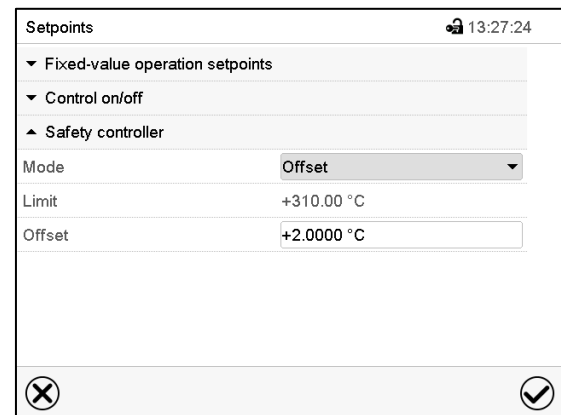 Setpoints 13:27:24
Fixed-value operation setpoints
Control on/off
Safety controller
Mode Offset
Limit +310.00 °C
Offset +2.0000 °C